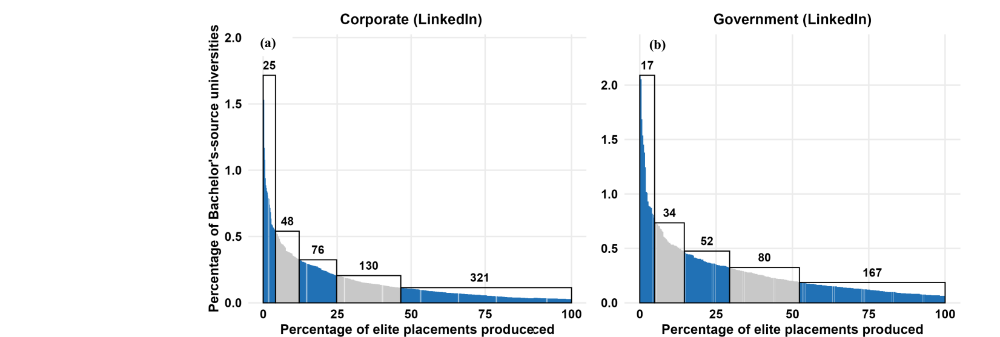 Corporate (LinkedIn)
Percentage of Bachelor's-source universities
2.0
1.5
1.0
0.5
0.0
(a)
25
48
76
130
321
0 25 50 75 100
Percentage of elite placements produceced
Government (LinkedIn)
2.0
1.5
1.0
0.5
0.0
(b)
17
34
52
80
167
0 25 50 75 100
Percentage of elite placements produced